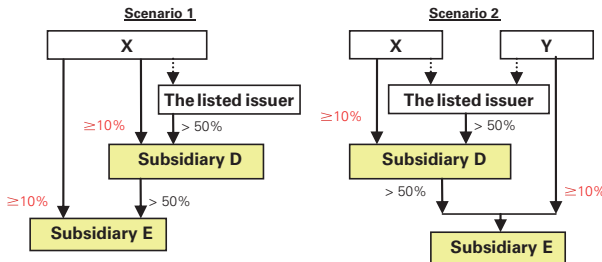 Scenario 1
X
The listed issuer
≥10%
> 50%
Subsidiary D
> 50%
≥10%
Subsidiary E
Scenario 2
X
Y
The listed issuer
≥10%
> 50%
Subsidiary D
> 50%
≥10%
Subsidiary E